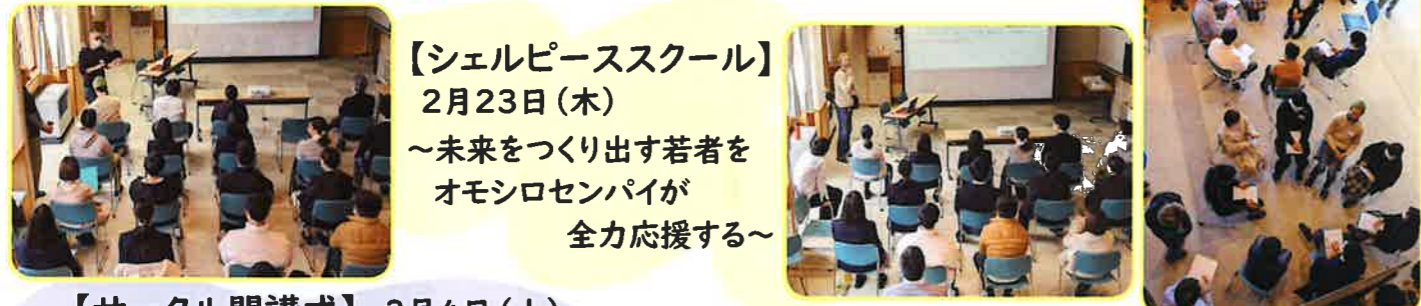 【シェルピーススクール】
2月23日(木)
~未来をつくり出す若者を
オモシロセンパイが
全力応援する~